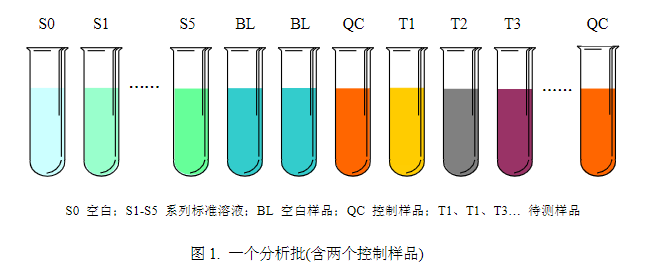 S0 S1 S5 BL BL QC T1 T2 T3 QC
…… ……
S0 空白；S1-S5 系列标准溶液；BL 空白样品；QC 控制样品；T1、T1、T3… 待测样品
图 1. 一个分析批(含两个控制样品)